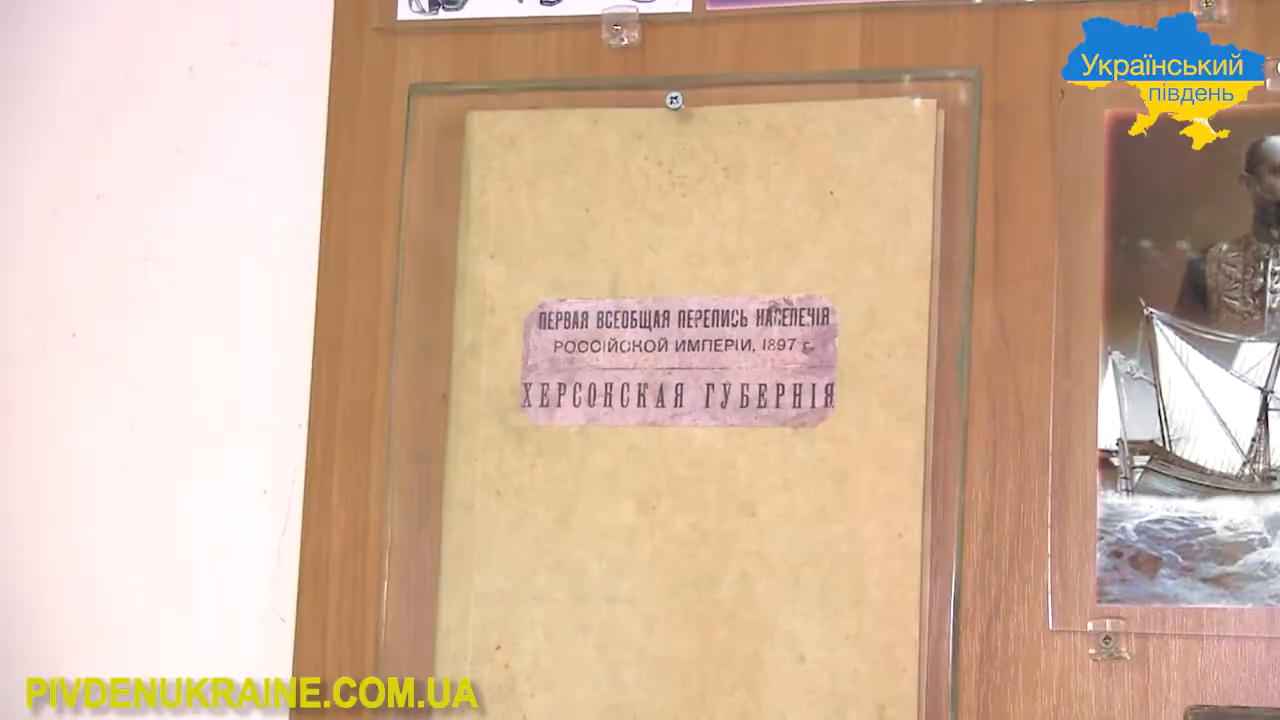 Український
південь
ПЕРВАЯ ВСЕОБЩАЯ ПЕРЕПИСЬ НАСЕЛЕНІЯ
РОССІЙСКОЙ ИМПЕРІИ, 1897 г.
ХЕРСОНСКАЯ ГУБЕРНІЯ
PIVDENUKRAINE.COM.UA